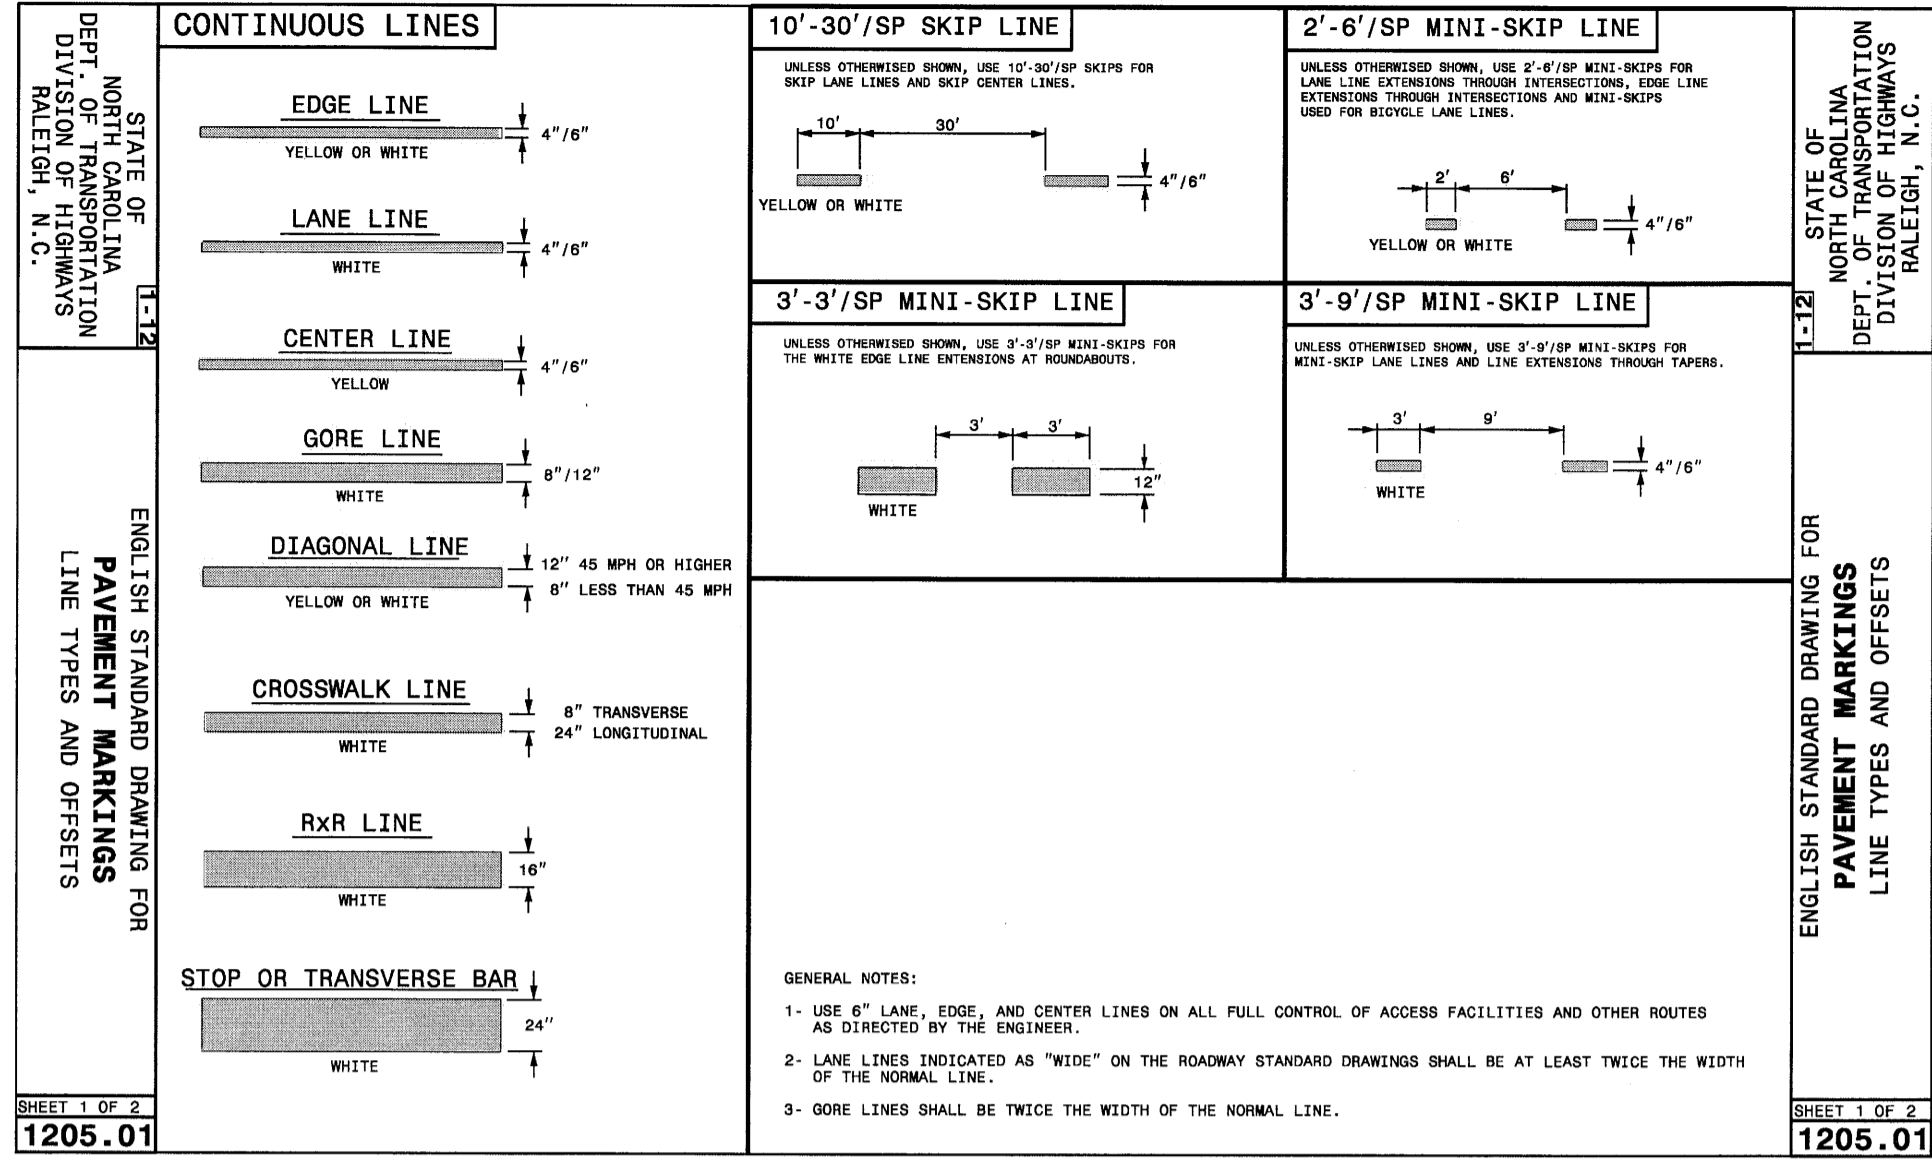 STATE OF
NORTH CAROLINA
DEPT. OF TRANSPORTATION
DIVISION OF HIGHWAYS
RALEIGH, N.C.
1-12
ENGLISH STANDARD DRAWING FOR
PAVEMENT MARKINGS
LINE TYPES AND OFFSETS
SHEET 1 OF 2
1205.01
CONTINUOUS LINES
EDGE LINE
4"/6"
YELLOW OR WHITE
LANE LINE
4"/6"
WHITE
CENTER LINE
4"/6"
YELLOW
GORE LINE
8"/12"
WHITE
DIAGONAL LINE
12" 45 MPH OR HIGHER
8" LESS THAN 45 MPH
YELLOW OR WHITE
CROSSWALK LINE
8" TRANSVERSE
24" LONGITUDINAL
WHITE
RxR LINE
16"
WHITE
STOP OR TRANSVERSE BAR
24"
WHITE
10'-30'/SP SKIP LINE
UNLESS OTHERWISED SHOWN, USE 10'-30'/SP SKIPS FOR
SKIP LANE LINES AND SKIP CENTER LINES.
10' 30'
4"/6"
YELLOW OR WHITE
2'-6'/SP MINI-SKIP LINE
UNLESS OTHERWISED SHOWN, USE 2'-6'/SP MINI-SKIPS FOR
LANE LINE EXTENSIONS THROUGH INTERSECTIONS, EDGE LINE
EXTENSIONS THROUGH INTERSECTIONS AND MINI-SKIPS
USED FOR BICYCLE LANE LINES.
2' 6'
4"/6"
YELLOW OR WHITE
3'-3'/SP MINI-SKIP LINE
UNLESS OTHERWISED SHOWN, USE 3'-3'/SP MINI-SKIPS FOR
THE WHITE EDGE LINE ENTENSIONS AT ROUNDABOUTS.
3' 3'
12"
WHITE
3'-9'/SP MINI-SKIP LINE
UNLESS OTHERWISED SHOWN, USE 3'-9'/SP MINI-SKIPS FOR
MINI-SKIP LANE LINES AND LINE EXTENSIONS THROUGH TAPERS.
3' 9'
4"/6"
WHITE
GENERAL NOTES:
1- USE 6" LANE, EDGE, AND CENTER LINES ON ALL FULL CONTROL OF ACCESS FACILITIES AND OTHER ROUTES
AS DIRECTED BY THE ENGINEER.
2- LANE LINES INDICATED AS "WIDE" ON THE ROADWAY STANDARD DRAWINGS SHALL BE AT LEAST TWICE THE WIDTH
OF THE NORMAL LINE.
3- GORE LINES SHALL BE TWICE THE WIDTH OF THE NORMAL LINE.
STATE OF
NORTH CAROLINA
DEPT. OF TRANSPORTATION
DIVISION OF HIGHWAYS
RALEIGH, N.C.
1-12
ENGLISH STANDARD DRAWING FOR
PAVEMENT MARKINGS
LINE TYPES AND OFFSETS
SHEET 1 OF 2
1205.01